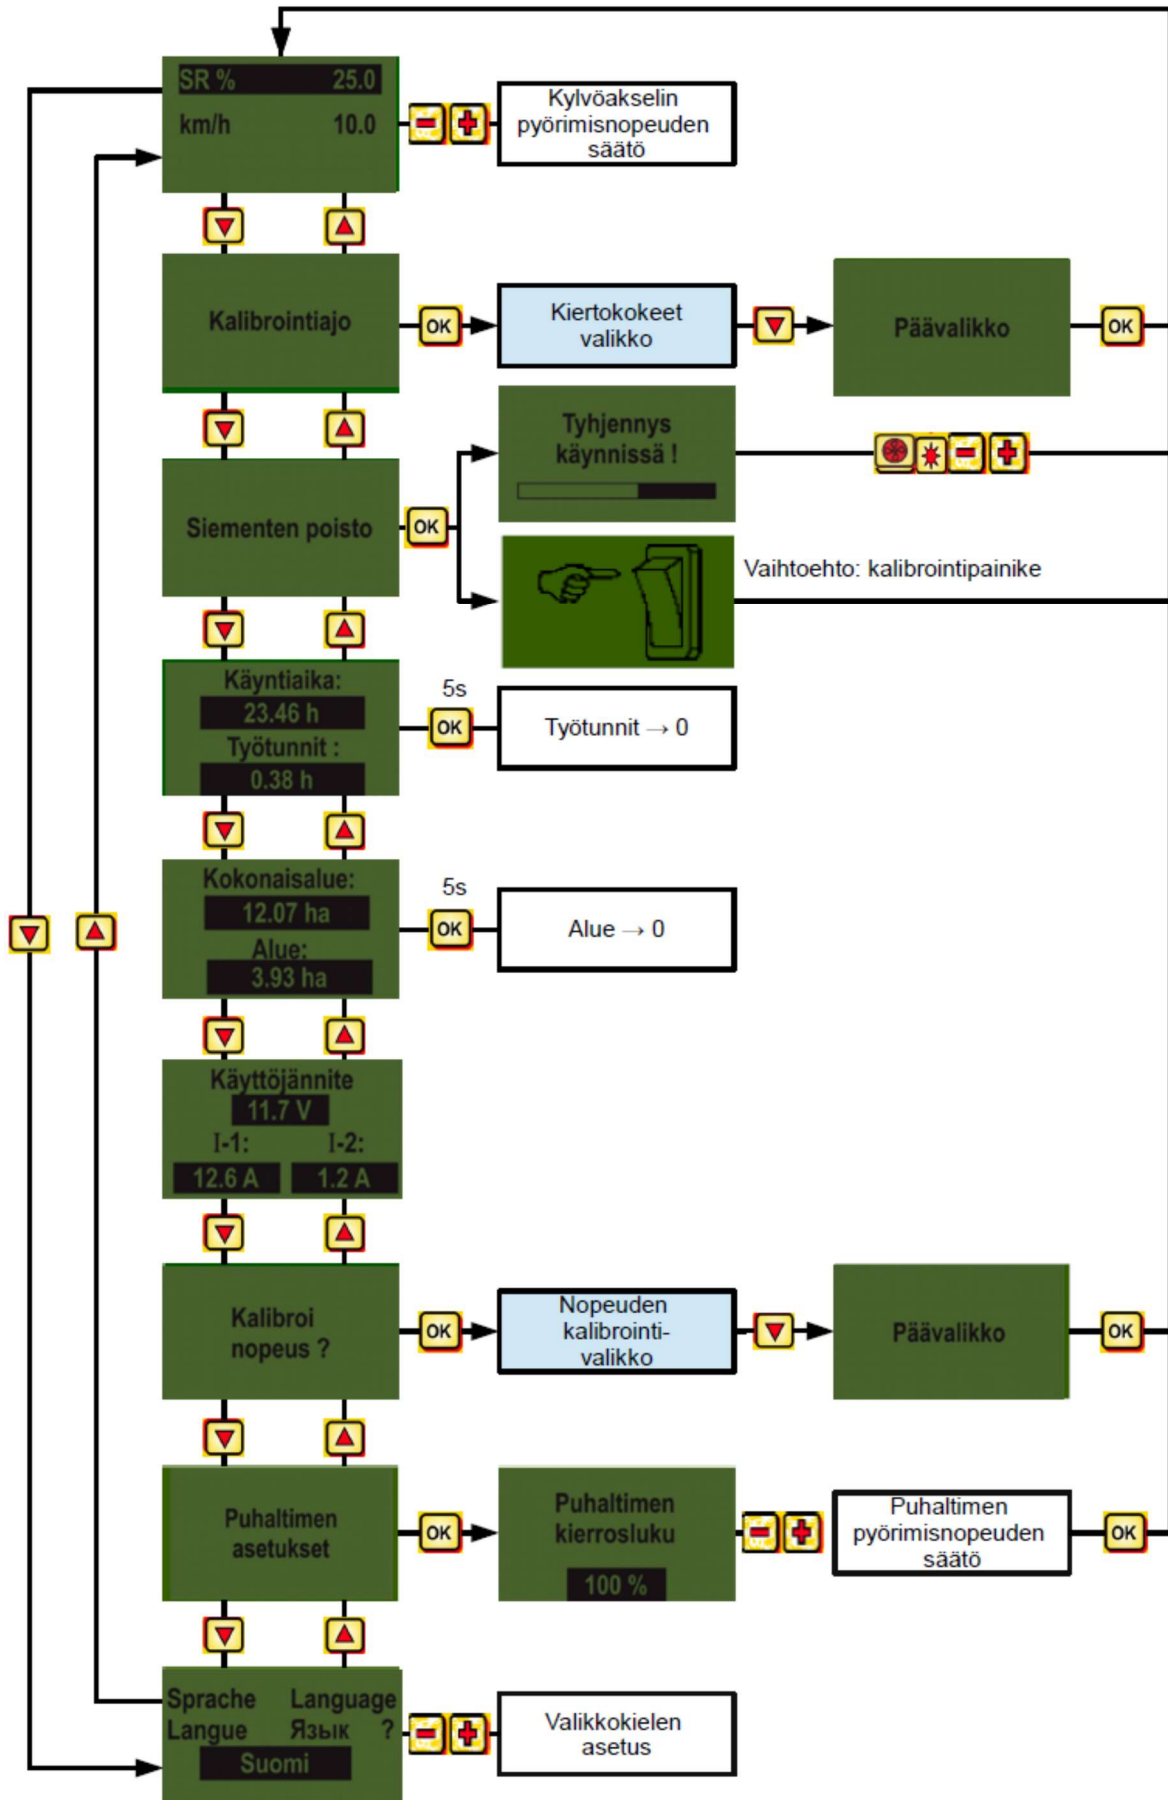 SR % 25.0
km/h 10.0
Kylvöakselin
pyörimisnopeuden
säätö
Kalibrointiajo
OK
Kiertokokeet
valikko
Päävalikko
OK
Tyhjennys
käynnissä !
Siementen poisto
OK
Vaihtoehto: kalibrointipainike
Käyntiaika:
23.46 h
Työtunnit :
0.38 h
5s
OK
Työtunnit → 0
Kokonaisalue:
12.07 ha
Alue:
3.93 ha
5s
OK
Alue → 0
Käyttöjännite
11.7 V
I-1: I-2:
12.6 A 1.2 A
Kalibroi
nopeus ?
OK
Nopeuden
kalibrointi-
valikko
Päävalikko
OK
Puhaltimen
asetukset
OK
Puhaltimen
kierrosluku
100 %
Puhaltimen
pyörimisnopeuden
säätö
OK
Sprache Language
Langue Язык ?
Suomi
Valikkokielen
asetus